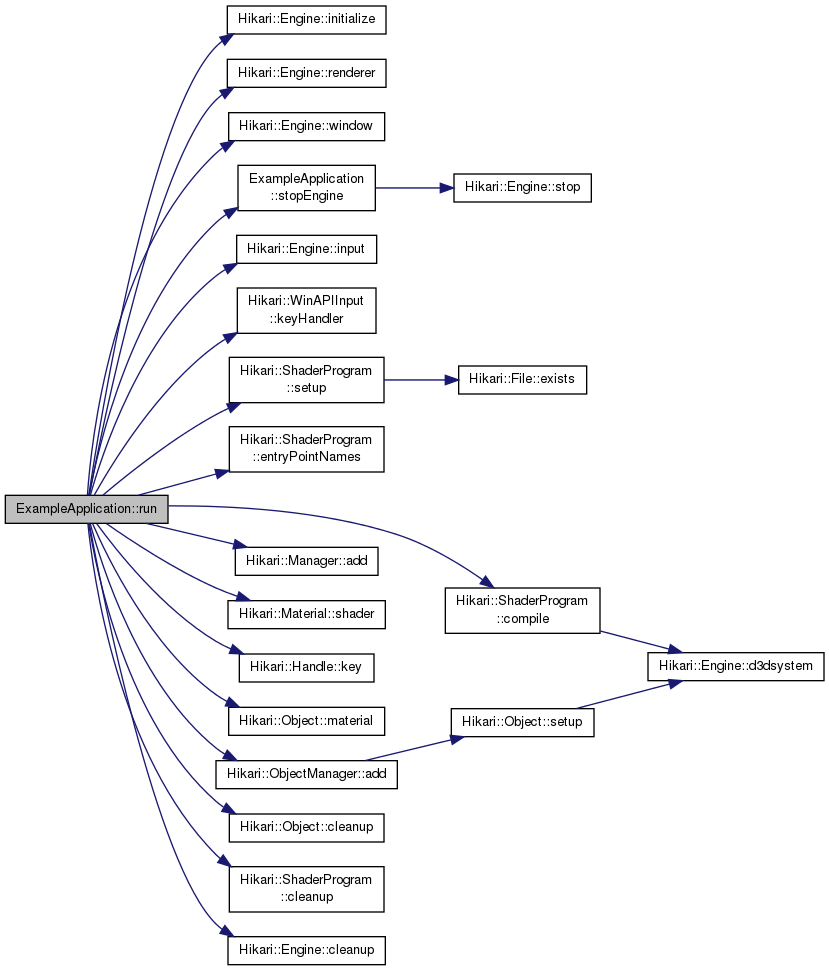 Hikari::Engine::initialize
Hikari::Engine::renderer
Hikari::Engine::window
ExampleApplication
::stopEngine
Hikari::Engine::stop
Hikari::Engine::input
Hikari::WinAPIInput
::keyHandler
Hikari::ShaderProgram
::setup
Hikari::File::exists
Hikari::ShaderProgram
::entryPointNames
ExampleApplication::run
Hikari::Manager::add
Hikari::ShaderProgram
::compile
Hikari::Material::shader
Hikari::Handle::key
Hikari::Engine::d3dsystem
Hikari::Object::material
Hikari::Object::setup
Hikari::ObjectManager::add
Hikari::Object::cleanup
Hikari::ShaderProgram
::cleanup
Hikari::Engine::cleanup